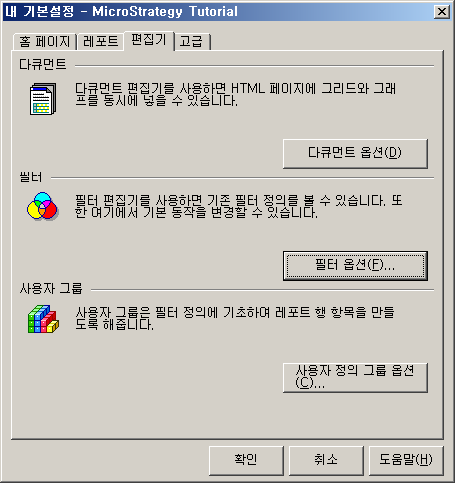 내 기본설정 - MicroStrategy Tutorial
홈 페이지 레포트 편집기 고급
다큐먼트
다큐먼트 편집기를 사용하면 HTML 페이지에 그리드와 그래
프를 동시에 넣을 수 있습니다.
다큐먼트 옵션(D)
필터
필터 편집기를 사용하면 기존 필터 정의를 볼 수 있습니다. 또
한 여기에서 기본 동작을 변경할 수 있습니다.
필터 옵션(F)...
사용자 그룹
사용자 그룹은 필터 정의에 기초하여 레포트 행 항목을 만들
도록 해줍니다.
사용자 정의 그룹 옵션
(C)...
확인 취소 도움말(H)